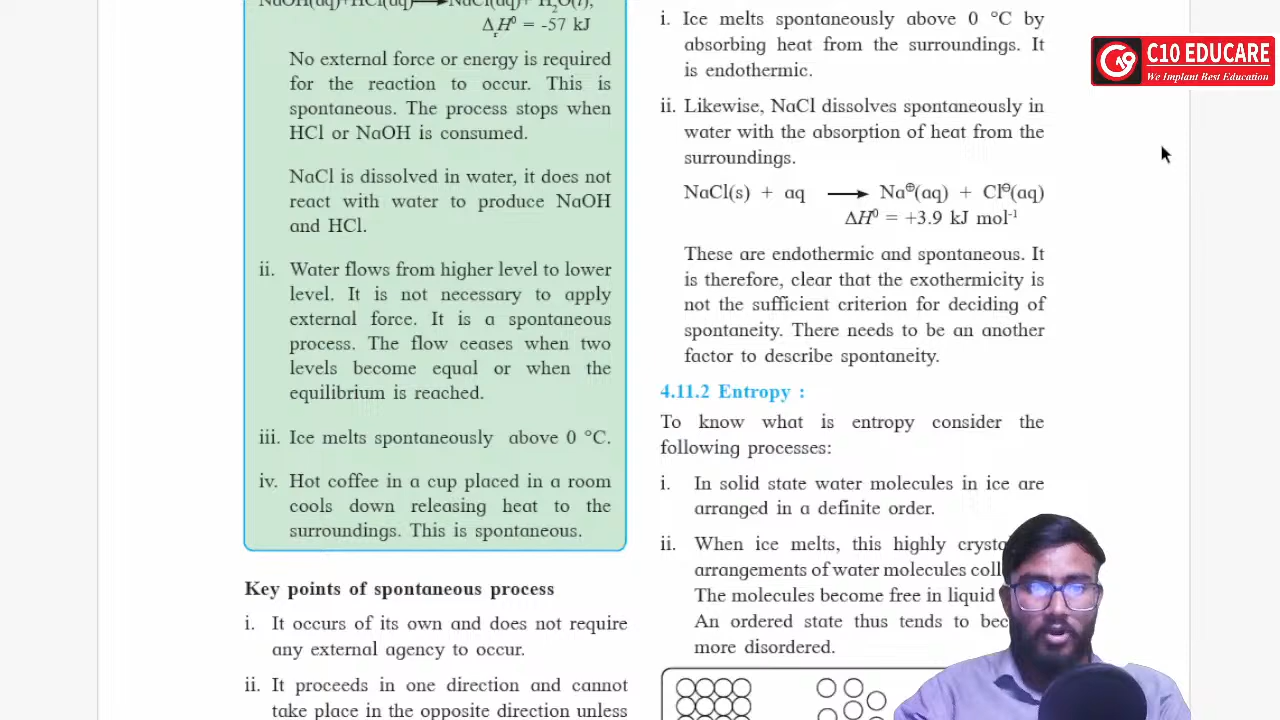 NaOH(aq)+HCl(aq) ⟶ NaCl(aq)+ H₂O(l),
ΔᵣH⁰ = -57 kJ
No external force or energy is required
for the reaction to occur. This is
spontaneous. The process stops when
HCl or NaOH is consumed.
NaCl is dissolved in water, it does not
react with water to produce NaOH
and HCl.
ii. Water flows from higher level to lower
level. It is not necessary to apply
external force. It is a spontaneous
process. The flow ceases when two
levels become equal or when the
equilibrium is reached.
iii. Ice melts spontaneously above 0 °C.
iv. Hot coffee in a cup placed in a room
cools down releasing heat to the
surroundings. This is spontaneous.
Key points of spontaneous process
i. It occurs of its own and does not require
any external agency to occur.
ii. It proceeds in one direction and cannot
take place in the opposite direction unless
i. Ice melts spontaneously above 0 °C by
absorbing heat from the surroundings. It
is endothermic.
ii. Likewise, NaCl dissolves spontaneously in
water with the absorption of heat from the
surroundings.
NaCl(s) + aq ⟶ Na⊕(aq) + Cl⊖(aq)
ΔH⁰ = +3.9 kJ mol⁻¹
These are endothermic and spontaneous. It
is therefore, clear that the exothermicity is
not the sufficient criterion for deciding of
spontaneity. There needs to be an another
factor to describe spontaneity.
4.11.2 Entropy :
To know what is entropy consider the
following processes:
i. In solid state water molecules in ice are
arranged in a definite order.
ii. When ice melts, this highly
arrangements of water molecules
The molecules become free in liquid
An ordered state thus tends to
more disordered.
C10 EDUCARE
We Implant Best Education